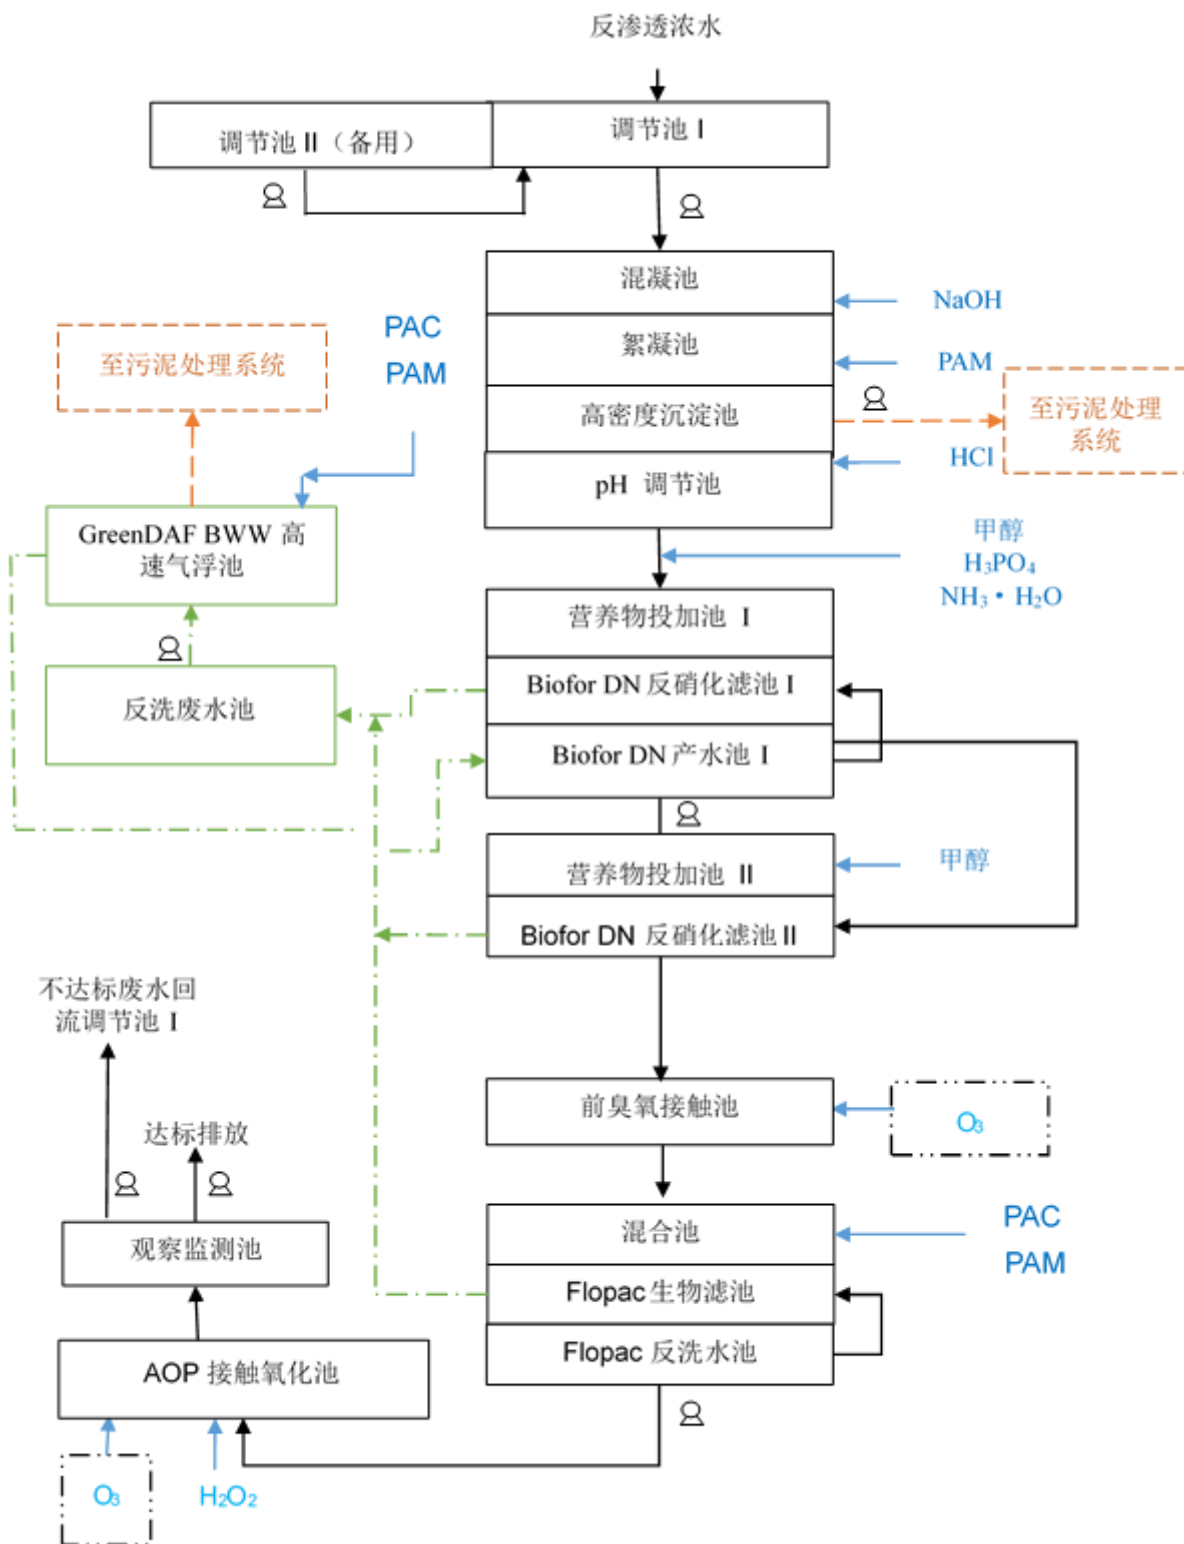 反渗透浓水
调节池 II（备用）
调节池 I
混凝池
NaOH
絮凝池
PAM
高密度沉淀池
至污泥处理
系统
HCl
pH 调节池
PAC
PAM
至污泥处理系统
GreenDAF BWW 高
速气浮池
反洗废水池
甲醇
H₃PO₄
NH₃·H₂O
营养物投加池 I
Biofor DN 反硝化滤池 I
Biofor DN 产水池 I
营养物投加池 II
甲醇
Biofor DN 反硝化滤池 II
不达标废水回
流调节池 I
达标排放
前臭氧接触池
O₃
混合池
PAC
PAM
Flopac 生物滤池
Flopac 反洗水池
观察监测池
AOP 接触氧化池
O₃
H₂O₂